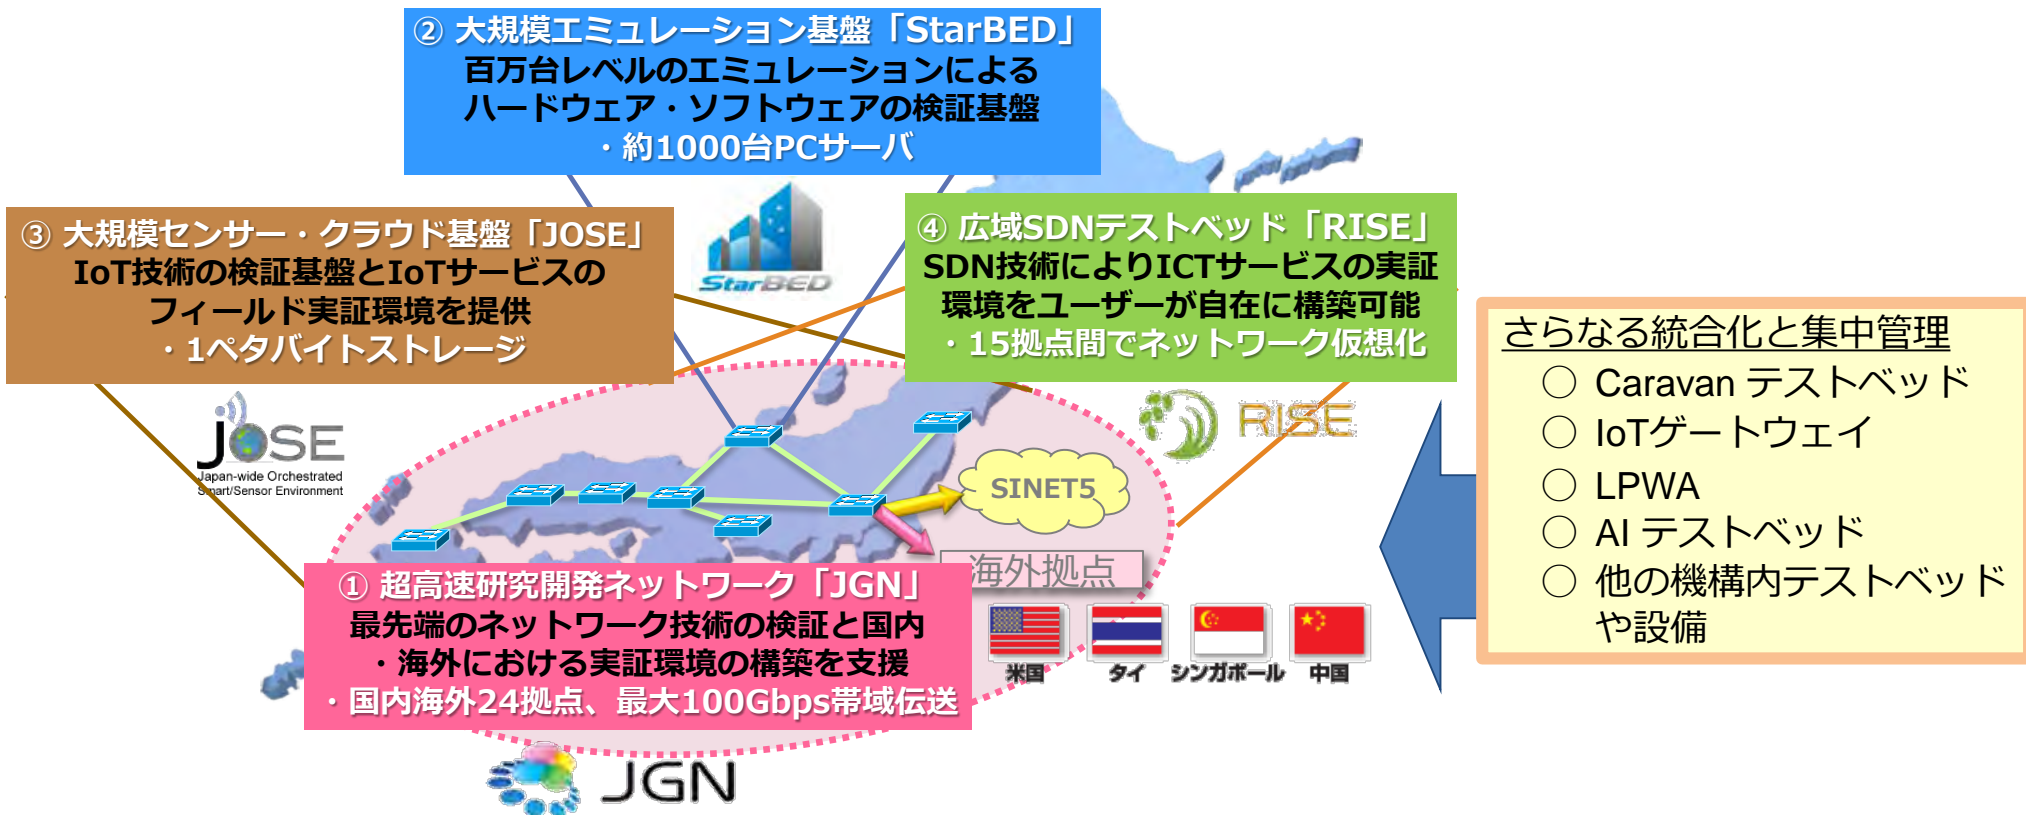 ② 大規模エミュレーション基盤「StarBED」
百万台レベルのエミュレーションによる
ハードウェア・ソフトウェアの検証基盤
・約1000台PCサーバ
StarBED
③ 大規模センサー・クラウド基盤「JOSE」
IoT技術の検証基盤とIoTサービスの
フィールド実証環境を提供
・1ペタバイトストレージ
JOSE
Japan-wide Orchestrated
Smart/Sensor Environment
④ 広域SDNテストベッド「RISE」
SDN技術によりICTサービスの実証
環境をユーザーが自在に構築可能
・15拠点間でネットワーク仮想化
RISE
SINET5
海外拠点
① 超高速研究開発ネットワーク「JGN」
最先端のネットワーク技術の検証と国内
・海外における実証環境の構築を支援
・国内海外24拠点、最大100Gbps帯域伝送
米国
タイ
シンガポール
中国
JGN
さらなる統合化と集中管理
○ Caravan テストベッド
○ IoTゲートウェイ
○ LPWA
○ AI テストベッド
○ 他の機構内テストベッド
や設備